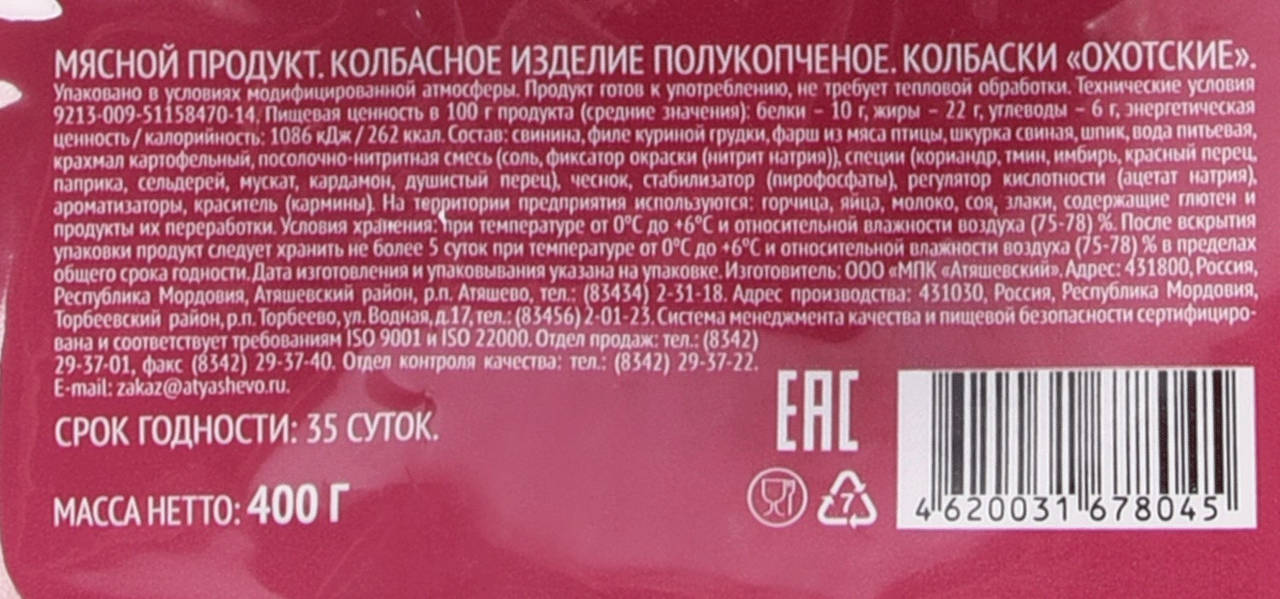 МЯСНОЙ ПРОДУКТ. КОЛБАСНОЕ ИЗДЕЛИЕ ПОЛУКОПЧЕНОЕ. КОЛБАСКИ «ОХОТСКИЕ».
Упаковано в условиях модифицированной атмосферы. Продукт готов к употреблению, не требует тепловой обработки. Технические условия
9213-009-51158470-14. Пищевая ценность в 100 г продукта (средние значения): белки – 10 г, жиры – 22 г, углеводы – 6 г, энергетическая
ценность / калорийность: 1086 кДж / 262 ккал. Состав: свинина, филе куриной грудки, фарш из мяса птицы, шкурка свиная, шпик, вода питьевая,
крахмал картофельный, посолочно-нитритная смесь (соль, фиксатор окраски (нитрит натрия)), специи (кориандр, тмин, имбирь, красный перец,
паприка, сельдерей, мускат, кардамон, душистый перец), чеснок, стабилизатор (пирофосфаты), регулятор кислотности (ацетат натрия),
ароматизаторы, краситель (кармины). На территории предприятия используются: горчица, яйца, молоко, соя, злаки, содержащие глютен и
продукты их переработки. Условия хранения: при температуре от 0°С до +6°С и относительной влажности воздуха (75-78) %. После вскрытия
упаковки продукт следует хранить не более 5 суток при температуре от 0°С до +6°С и относительной влажности воздуха (75-78) % в пределах
общего срока годности. Дата изготовления и упаковывания указана на упаковке. Изготовитель: ООО «МПК «Атяшевский». Адрес: 431800, Россия,
Республика Мордовия, Атяшевский район, р.п. Атяшево, тел.: (83434) 2-31-18. Адрес производства: 431030, Россия, Республика Мордовия,
Торбеевский район, р.п. Торбеево, ул. Водная, д.17, тел.: (83456) 2-01-23. Система менеджмента качества и пищевой безопасности сертифициро-
вана и соответствует требованиям ISO 9001 и ISO 22000. Отдел продаж: тел.: (8342)
29-37-01, факс (8342) 29-37-40. Отдел контроля качества: тел.: (8342) 29-37-22.
E-mail: zakaz@atyashevo.ru.
СРОК ГОДНОСТИ: 35 СУТОК.
МАССА НЕТТО: 400 Г
ЕАС
7
4 620031 678045